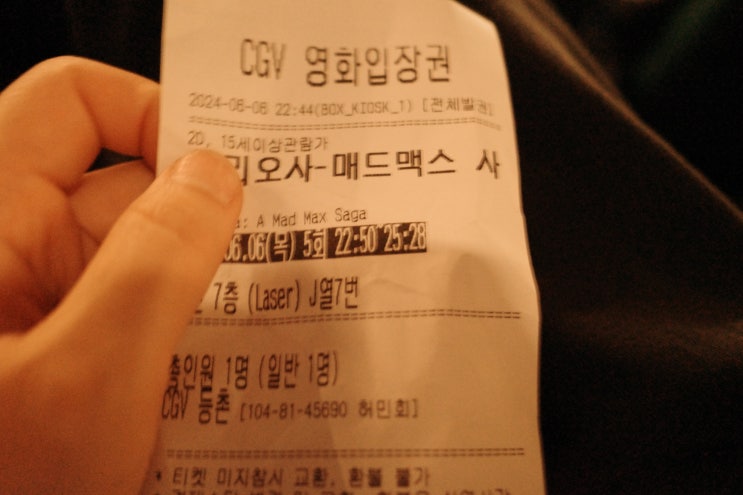 CGV 영화입장권
2024-06-06 22:44(BOX_KIOSK_1) [전체발권]
2D, 15세이상관람가
리오사-매드맥스 사
a: A Mad Max Saga
06.06(목) 5회 22:50 25:28
7층 (Laser) J열7번
총인원 1명 (일반 1명)
CGV 등촌 [104-81-45690 허민회]
* 티켓 미지참시 교환, 환불 불가